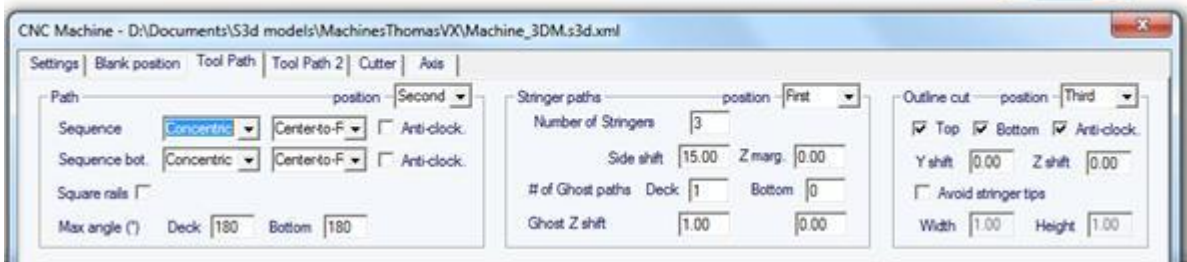 CNC Machine - D:\Documents\S3d models\MachinesThomasVX\Machine_3DM.s3d.xml
Settings Blank position Tool Path Tool Path 2 Cutter Axis
Path position Second
Sequence Concentric Center-to-F Anti-clock.
Sequence bot. Concentric Center-to-F Anti-clock.
Square rails
Max angle (°) Deck 180 Bottom 180
Stringer paths position First
Number of Stringers 3
Side shift 15.00 Z marg. 0.00
# of Ghost paths Deck 1 Bottom 0
Ghost Z shift 1.00 0.00
Outline cut position Third
Top Bottom Anti-clock.
Y shift 0.00 Z shift 0.00
Avoid stringer tips
Width 1.00 Height 1.00